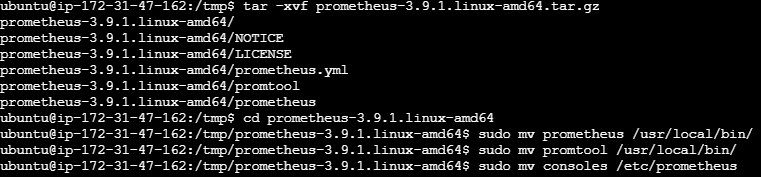 ubuntu@ip-172-31-47-162:/tmp$ tar -xvf prometheus-3.9.1.linux-amd64.tar.gz
prometheus-3.9.1.linux-amd64/
prometheus-3.9.1.linux-amd64/NOTICE
prometheus-3.9.1.linux-amd64/LICENSE
prometheus-3.9.1.linux-amd64/prometheus.yml
prometheus-3.9.1.linux-amd64/promtool
prometheus-3.9.1.linux-amd64/prometheus
ubuntu@ip-172-31-47-162:/tmp$ cd prometheus-3.9.1.linux-amd64
ubuntu@ip-172-31-47-162:/tmp/prometheus-3.9.1.linux-amd64$ sudo mv prometheus /usr/local/bin/
ubuntu@ip-172-31-47-162:/tmp/prometheus-3.9.1.linux-amd64$ sudo mv promtool /usr/local/bin/
ubuntu@ip-172-31-47-162:/tmp/prometheus-3.9.1.linux-amd64$ sudo mv consoles /etc/prometheus